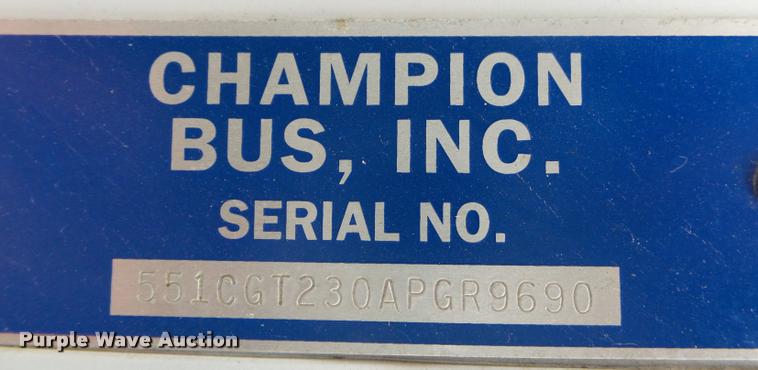 CHAMPION
BUS, INC.
SERIAL NO.
551CGT230APGR9690
Purple Wave Auction